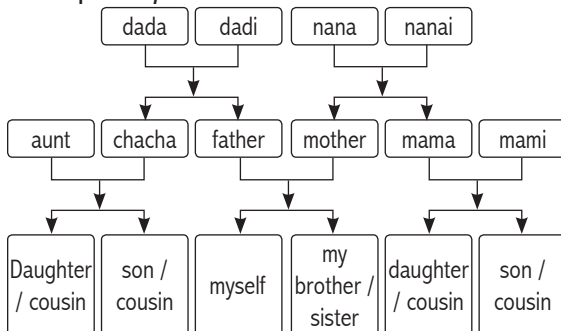 dada dadi nana nanai
aunt chacha father mother mama mami
Daughter
/ cousin
son /
cousin
myself
my
brother /
sister
daughter
/ cousin
son /
cousin